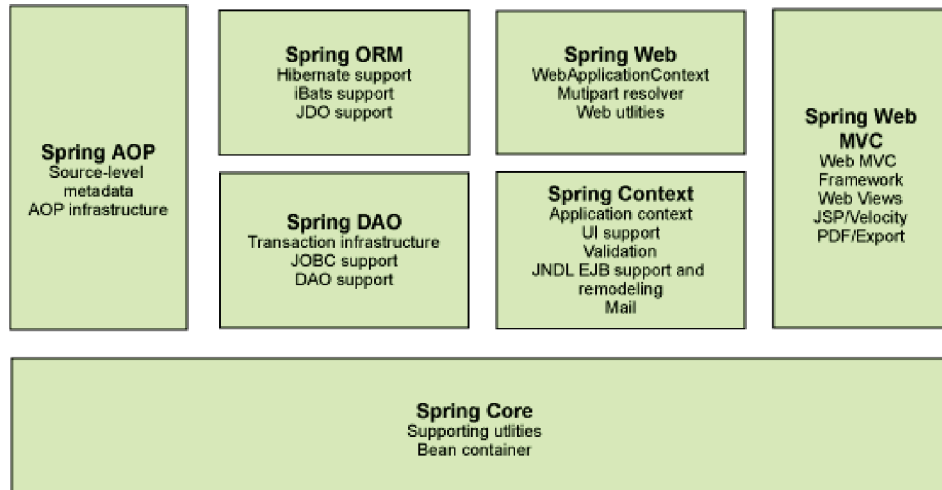 Spring AOP
Source-level
metadata
AOP infrastructure
Spring ORM
Hibernate support
iBats support
JDO support
Spring DAO
Transaction infrastructure
JOBC support
DAO support
Spring Web
WebApplicationContext
Mutipart resolver
Web utlities
Spring Context
Application context
UI support
Validation
JNDL EJB support and
remodeling
Mail
Spring Web
MVC
Web MVC
Framework
Web Views
JSP/Velocity
PDF/Export
Spring Core
Supporting utlities
Bean container